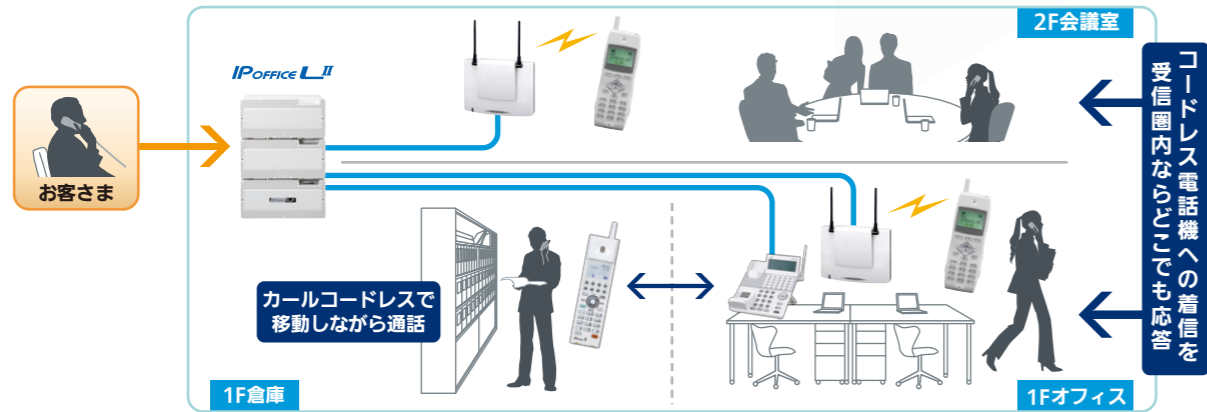 2F会議室
IP OFFICE L II
お客さま
コードレス電話機への着信を
受信圏内ならどこでも応答
カールコードレスで
移動しながら通話
1F倉庫
1Fオフィス